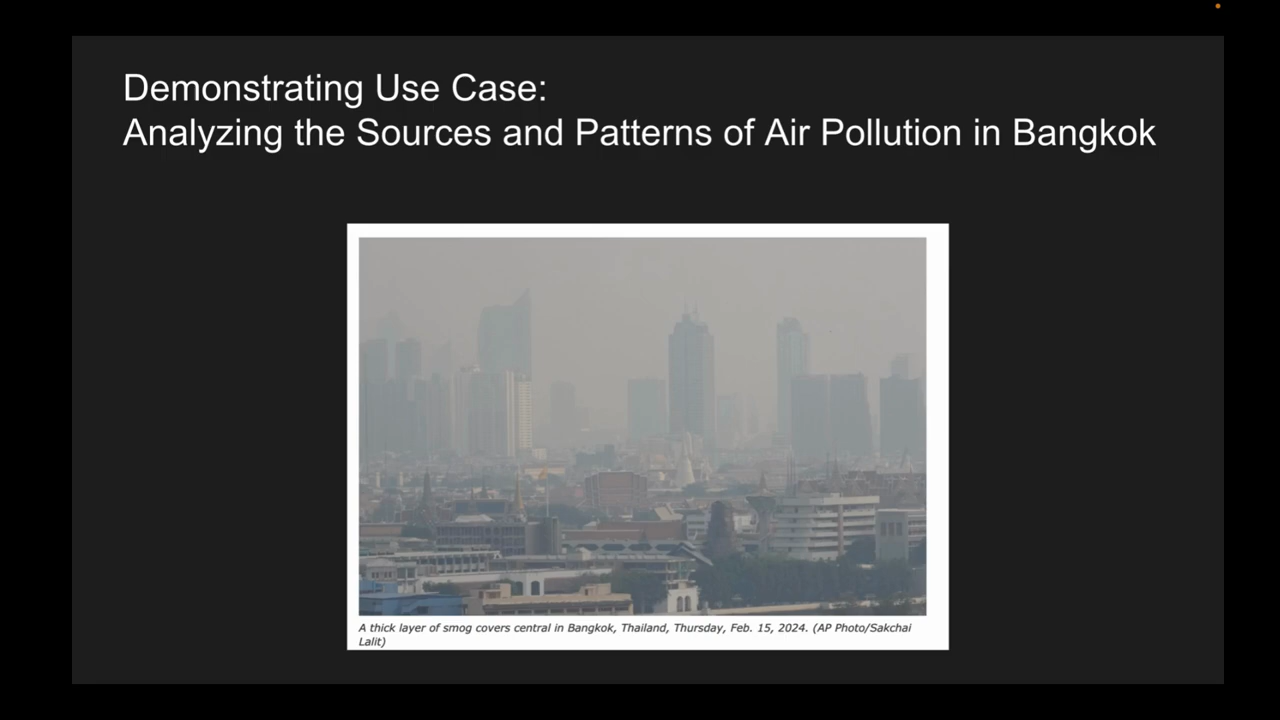 Demonstrating Use Case:
Analyzing the Sources and Patterns of Air Pollution in Bangkok
A thick layer of smog covers central in Bangkok, Thailand, Thursday, Feb. 15, 2024. (AP Photo/Sakchai
Lalit)